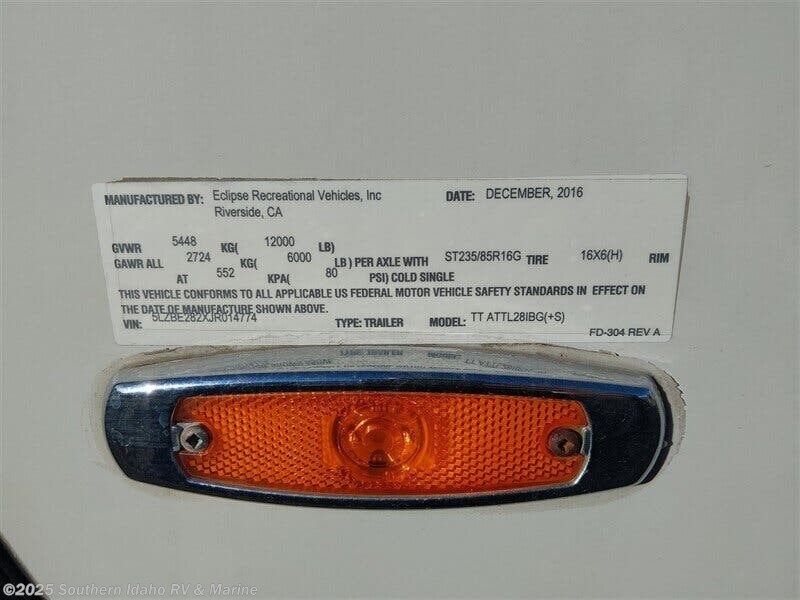 MANUFACTURED BY: Eclipse Recreational Vehicles, Inc DATE: DECEMBER, 2016
Riverside, CA
GVWR 5448 KG( 12000 LB)
GAWR ALL 2724 KG( 6000 LB ) PER AXLE WITH ST235/85R16G TIRE 16X6(H) RIM
AT 552 KPA( 80 PSI) COLD SINGLE
THIS VEHICLE CONFORMS TO ALL APPLICABLE US FEDERAL MOTOR VEHICLE SAFETY STANDARDS IN EFFECT ON
THE DATE OF MANUFACTURE SHOWN ABOVE.
VIN: 5LZBE282XJR014774 TYPE: TRAILER MODEL: TT ATTL28IBG(+S)
FD-304 REV A
©2025 Southern Idaho RV & Marine